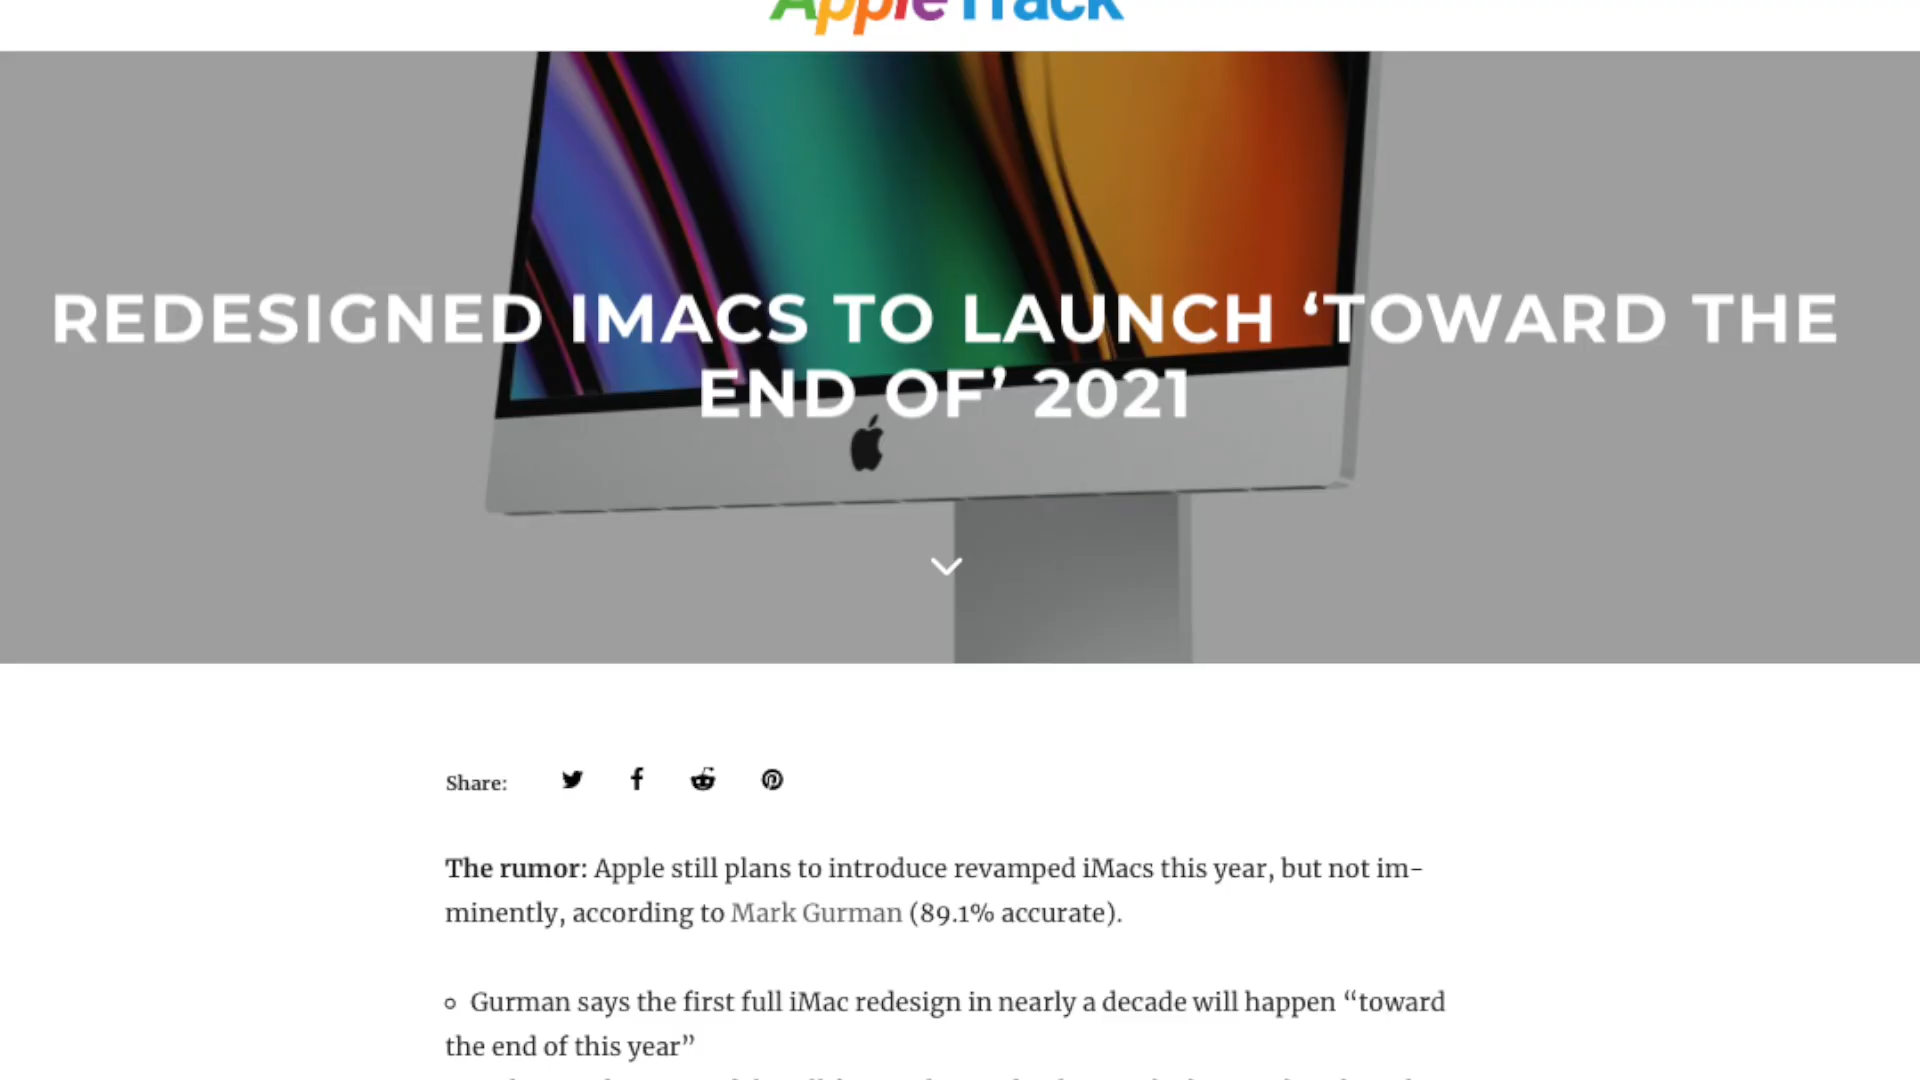 AppleTrack
REDESIGNED IMACS TO LAUNCH ‘TOWARD THE
END OF’ 2021
Share:
The rumor: Apple still plans to introduce revamped iMacs this year, but not im-
minently, according to Mark Gurman (89.1% accurate).
Gurman says the first full iMac redesign in nearly a decade will happen “toward
the end of this year”